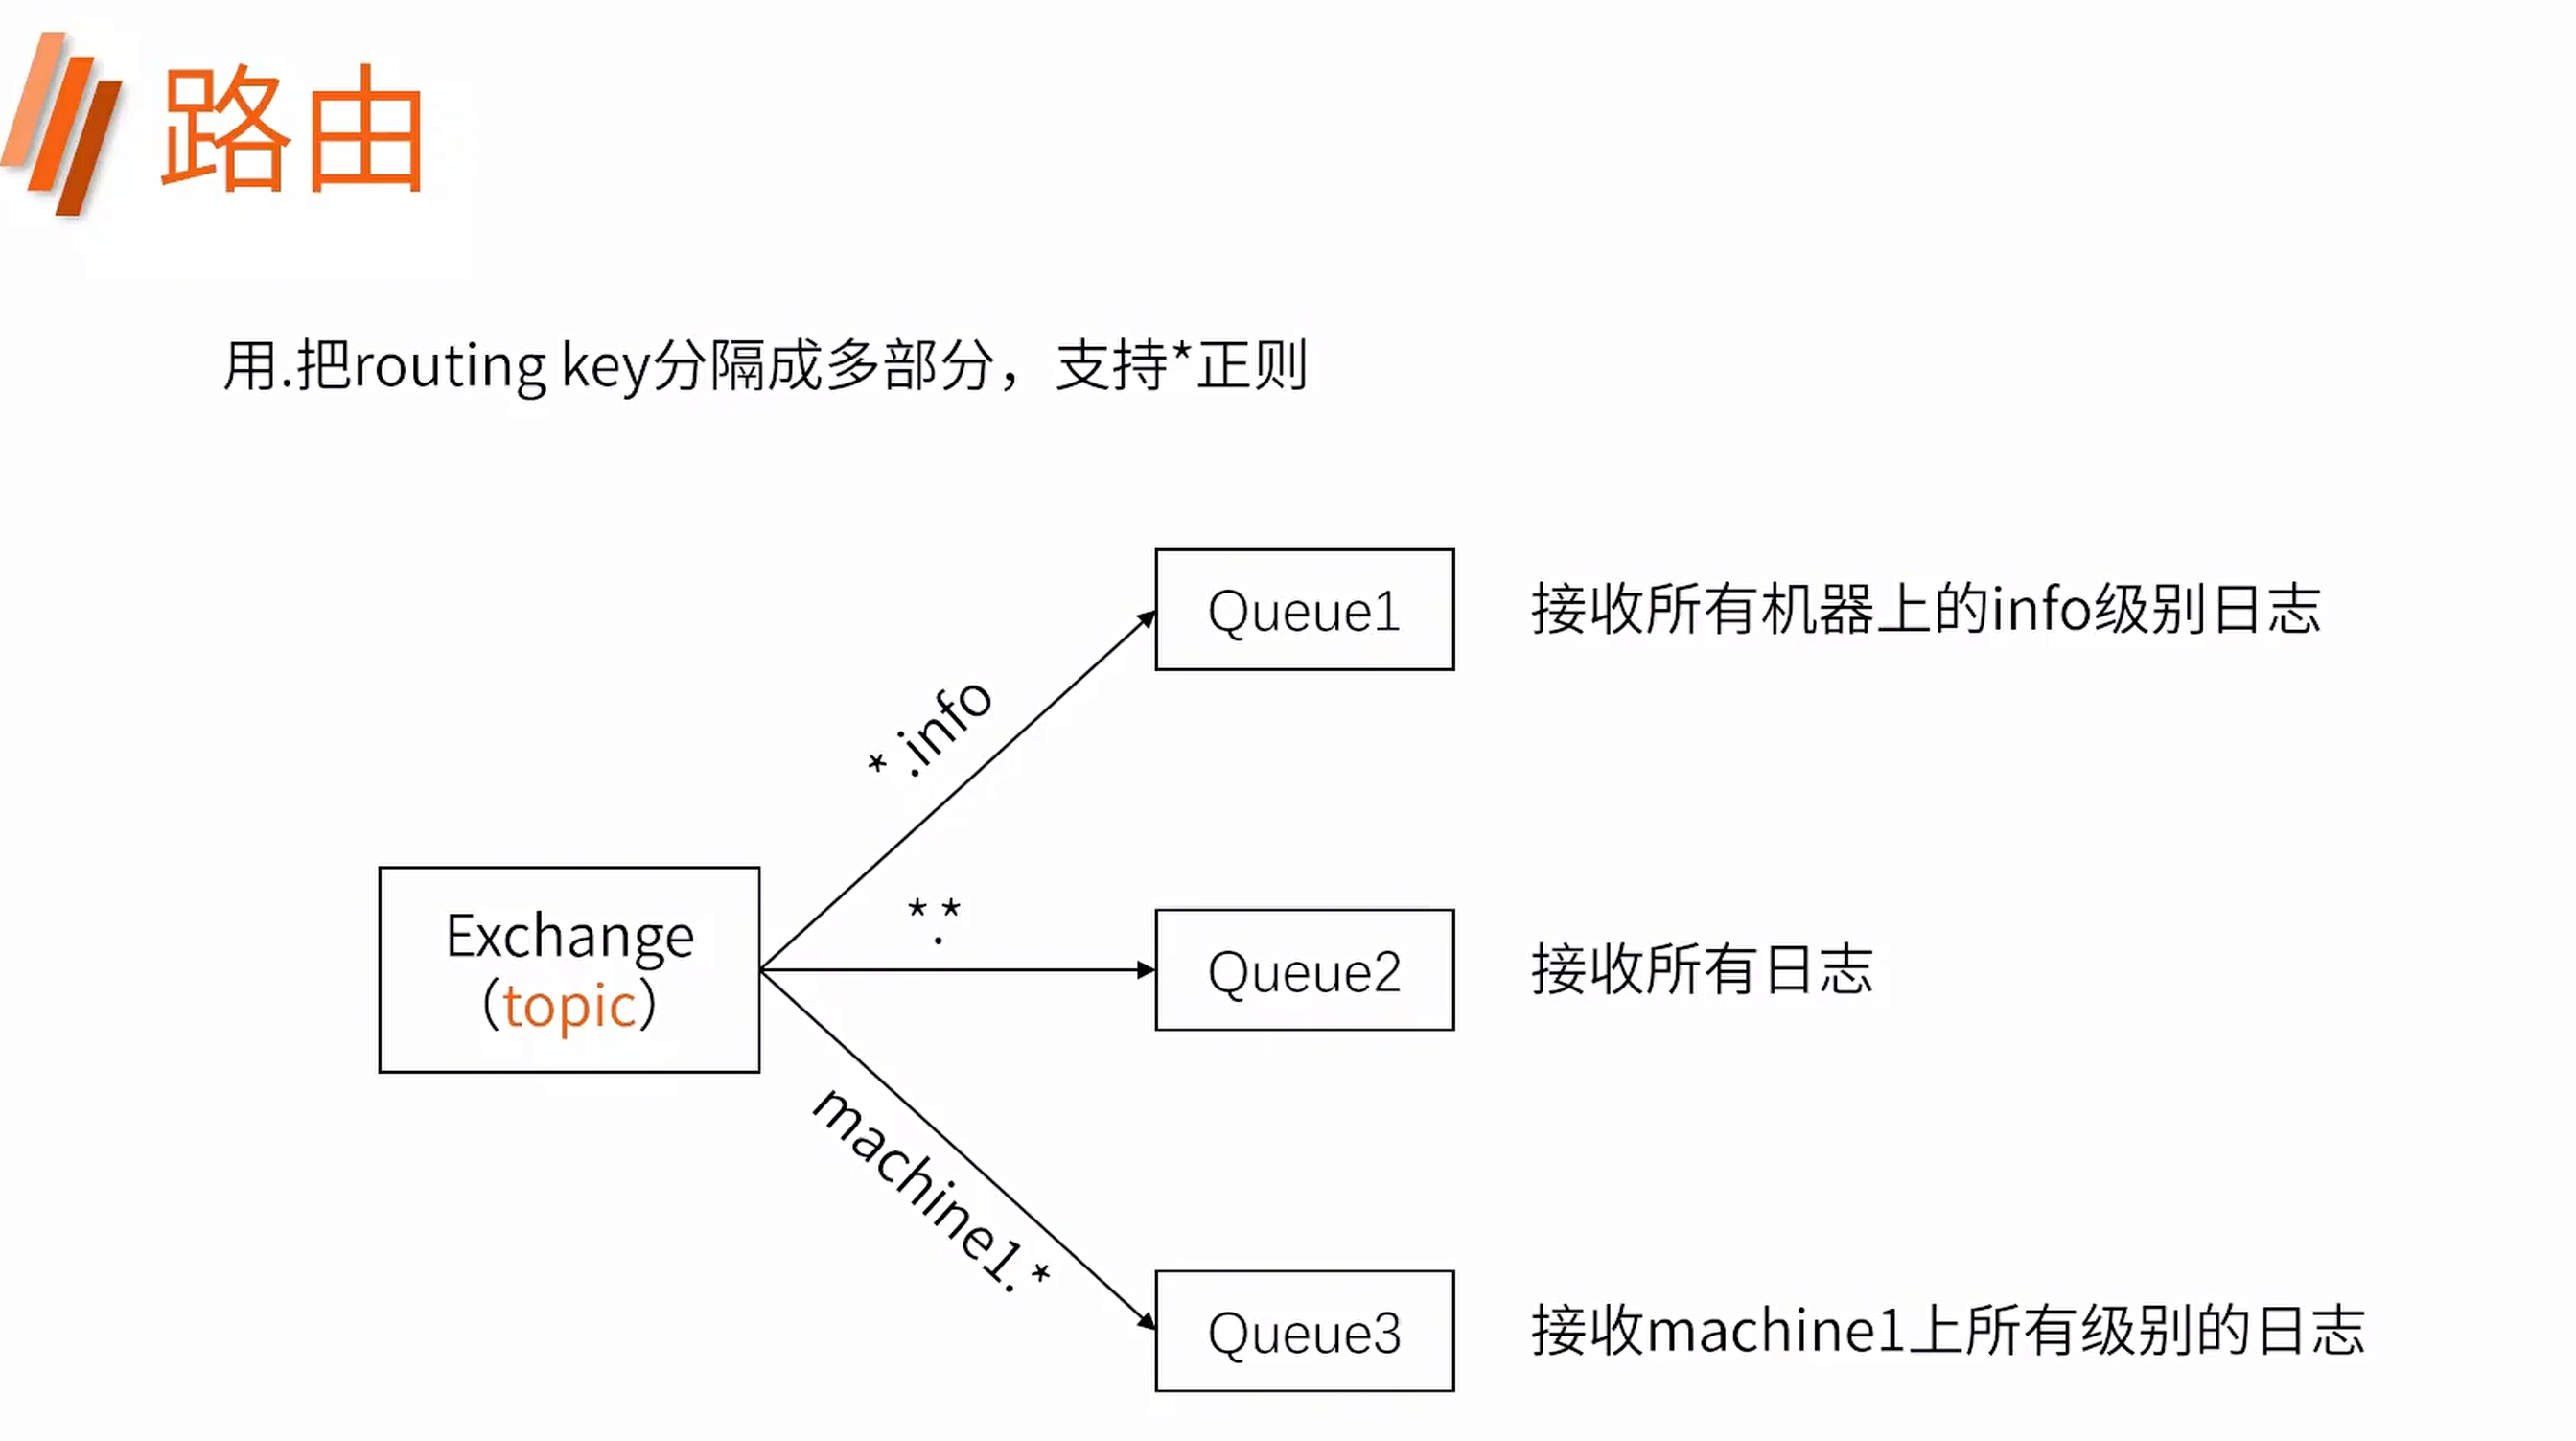 路由
用.把routing key分隔成多部分，支持*正则
Queue1
接收所有机器上的info级别日志
*.info
Exchange
（topic）
*.*
Queue2
接收所有日志
machine1.*
Queue3
接收machine1上所有级别的日志